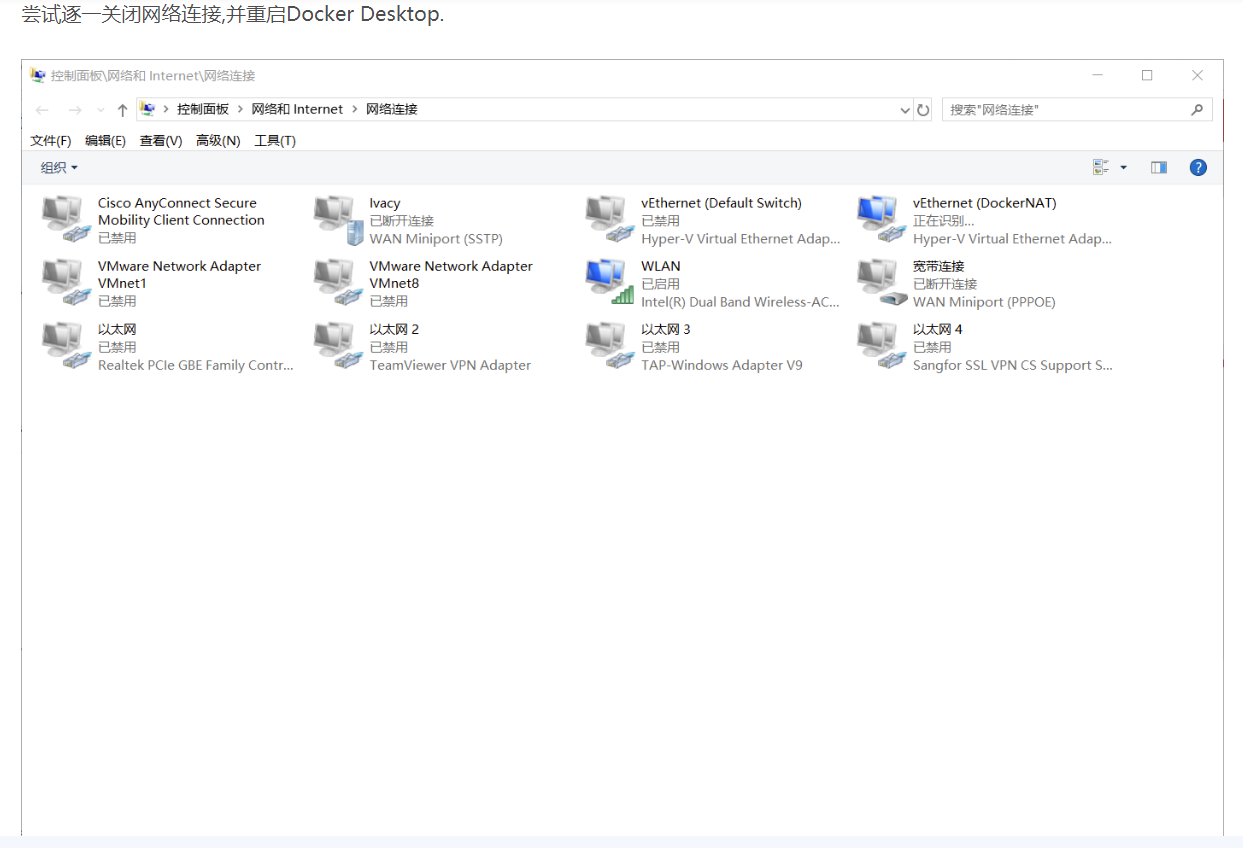 尝试逐一关闭网络连接,并重启Docker Desktop.
控制面板\网络和 Internet\网络连接
控制面板 > 网络和 Internet > 网络连接
搜索"网络连接"
文件(F) 编辑(E) 查看(V) 高级(N) 工具(T)
组织
Cisco AnyConnect Secure
Mobility Client Connection
已禁用
Ivacy
已断开连接
WAN Miniport (SSTP)
vEthernet (Default Switch)
已禁用
Hyper-V Virtual Ethernet Adap...
vEthernet (DockerNAT)
正在识别...
Hyper-V Virtual Ethernet Adap...
VMware Network Adapter
VMnet1
已禁用
VMware Network Adapter
VMnet8
已禁用
WLAN
已启用
Intel(R) Dual Band Wireless-AC...
宽带连接
已断开连接
WAN Miniport (PPPOE)
以太网
已禁用
Realtek PCIe GBE Family Contr...
以太网 2
已禁用
TeamViewer VPN Adapter
以太网 3
已禁用
TAP-Windows Adapter V9
以太网 4
已禁用
Sangfor SSL VPN CS Support S...